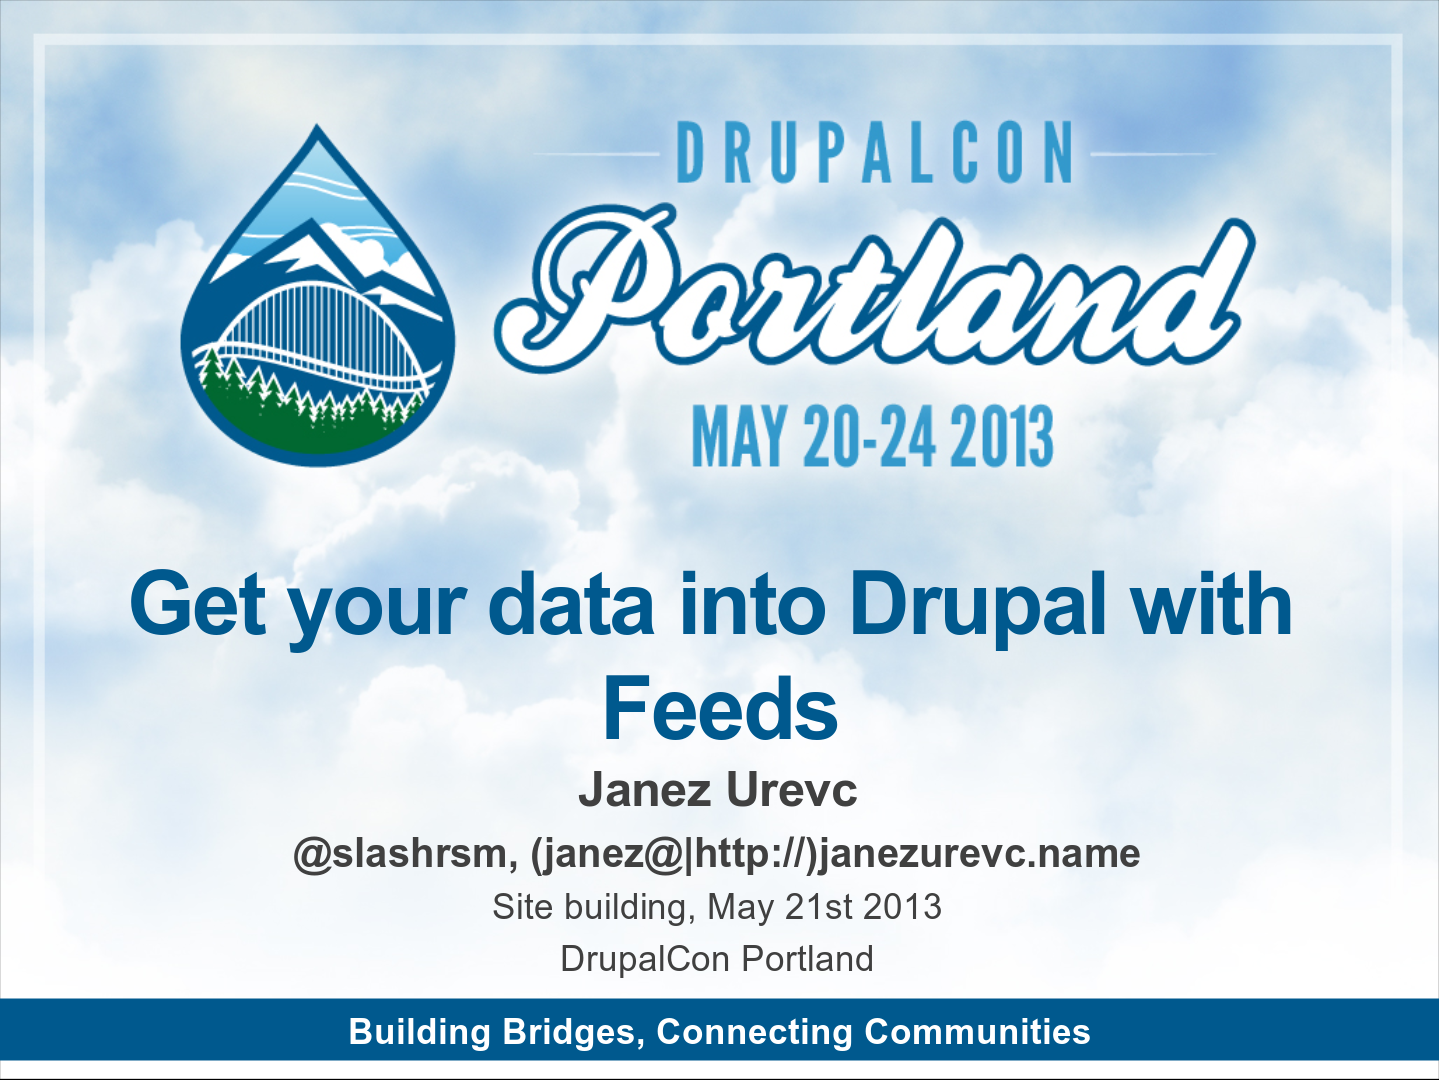 DRUPALCON
Portland
MAY 20-24 2013
Get your data into Drupal with
Feeds
Janez Urevc
@slashrsm, (janez@|http://)janezurevc.name
Site building, May 21st 2013
DrupalCon Portland
Building Bridges, Connecting Communities